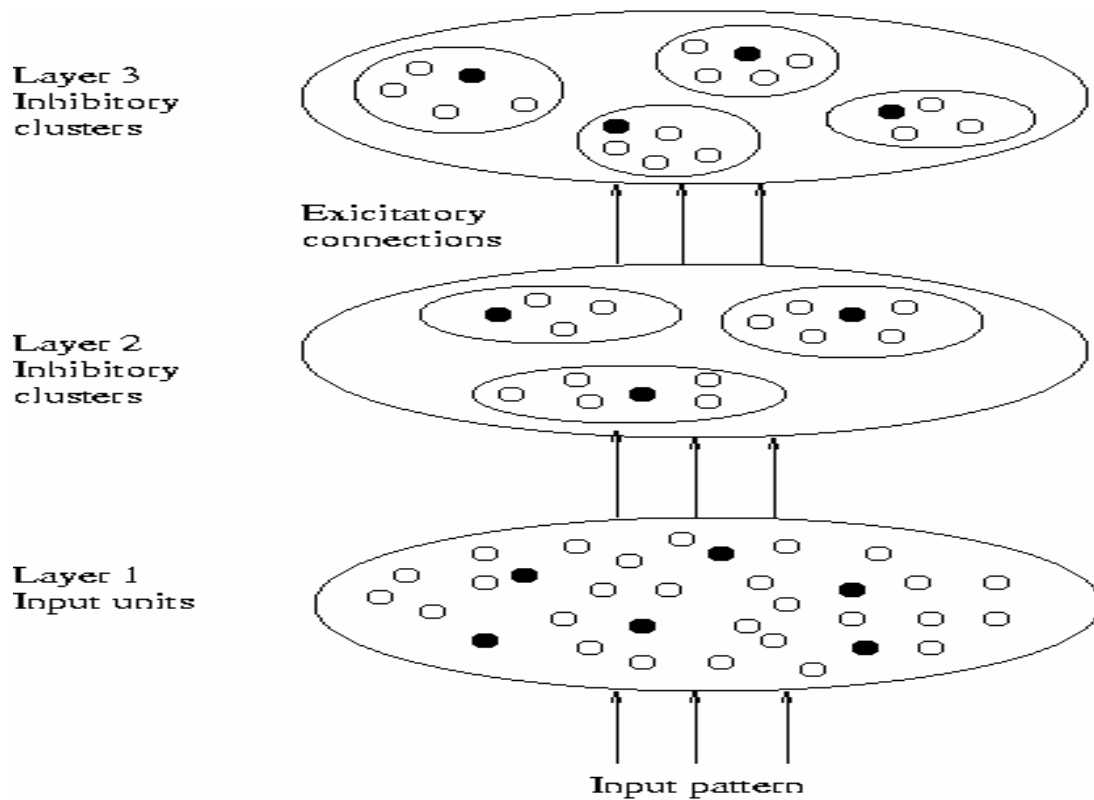 Layer 3
Inhibitory
clusters
Exicitatory
connections
Layer 2
Inhibitory
clusters
Layer 1
Input units
Input pattern